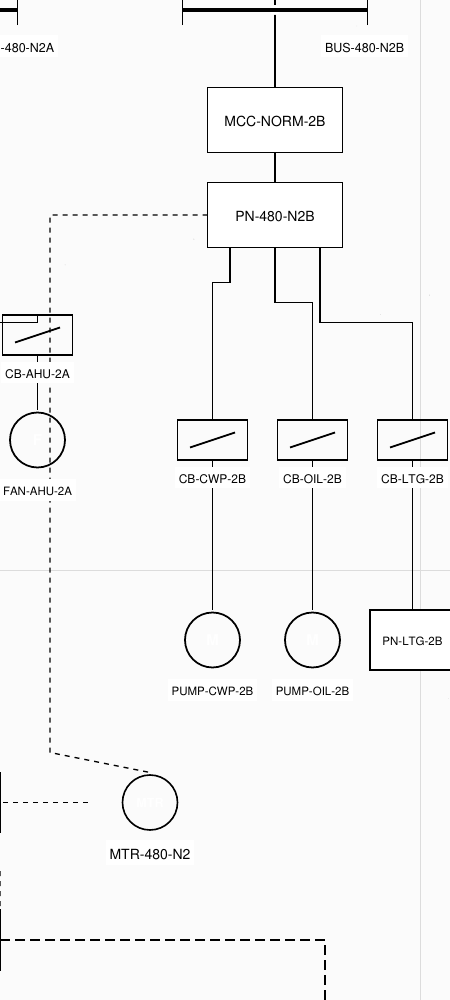 -480-N2A
BUS-480-N2B
MCC-NORM-2B
PN-480-N2B
CB-AHU-2A
FAN-AHU-2A
CB-CWP-2B
CB-OIL-2B
CB-LTG-2B
PN-LTG-2B
PUMP-CWP-2B
PUMP-OIL-2B
MTR-480-N2